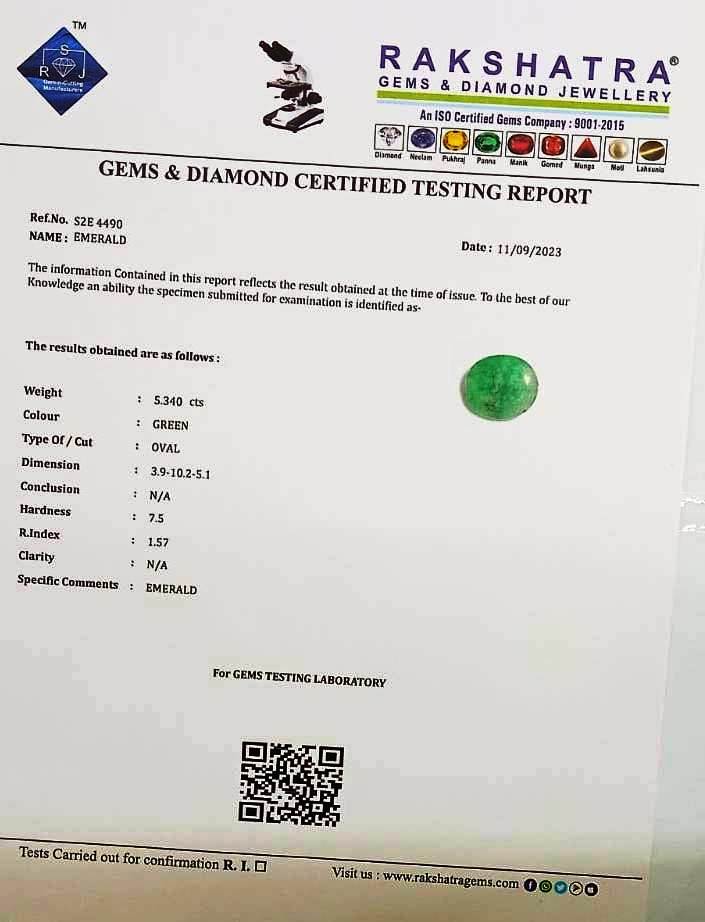 TM
S
R J
Gemin-Cutting
Manufacturers
RAKSHATRA®
GEMS & DIAMOND JEWELLERY
An ISO Certified Gems Company : 9001-2015
Diamond Neelam Pukhraj Panna Manik Gomed Munga Moti Lahsunia
GEMS & DIAMOND CERTIFIED TESTING REPORT
Ref.No. S2E 4490
NAME : EMERALD
Date : 11/09/2023
The information Contained in this report reflects the result obtained at the time of issue. To the best of our
Knowledge an ability the specimen submitted for examination is identified as-
The results obtained are as follows :
Weight : 5.340 cts
Colour : GREEN
Type Of / Cut : OVAL
Dimension : 3.9-10.2-5.1
Conclusion : N/A
Hardness : 7.5
R.Index : 1.57
Clarity : N/A
Specific Comments : EMERALD
For GEMS TESTING LABORATORY
Tests Carried out for confirmation R. I. ☐
Visit us : www.rakshatragems.com